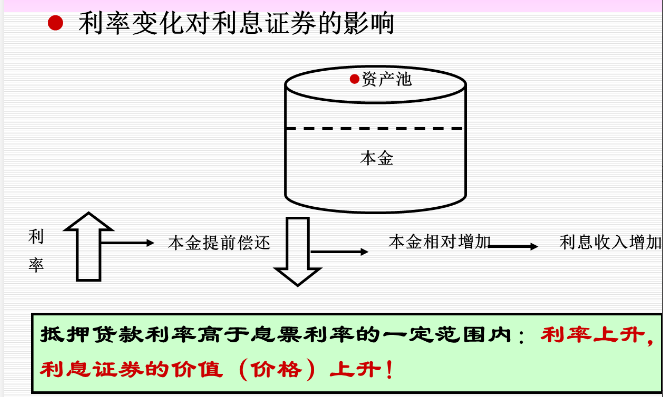 利率变化对利息证券的影响
资产池
本金
利率
本金提前偿还
本金相对增加
利息收入增加
抵押贷款利率高于息票利率的一定范围内：利率上升，
利息证券的价值（价格）上升！